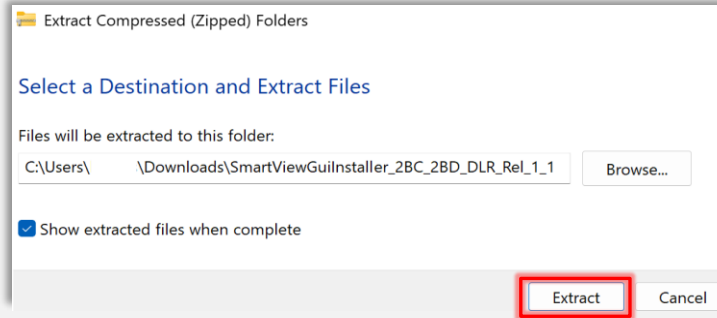 Extract Compressed (Zipped) Folders
Select a Destination and Extract Files
Files will be extracted to this folder:
C:\Users\ \Downloads\SmartViewGuiInstaller_2BC_2BD_DLR_Rel_1_1
Browse...
Show extracted files when complete
Extract
Cancel